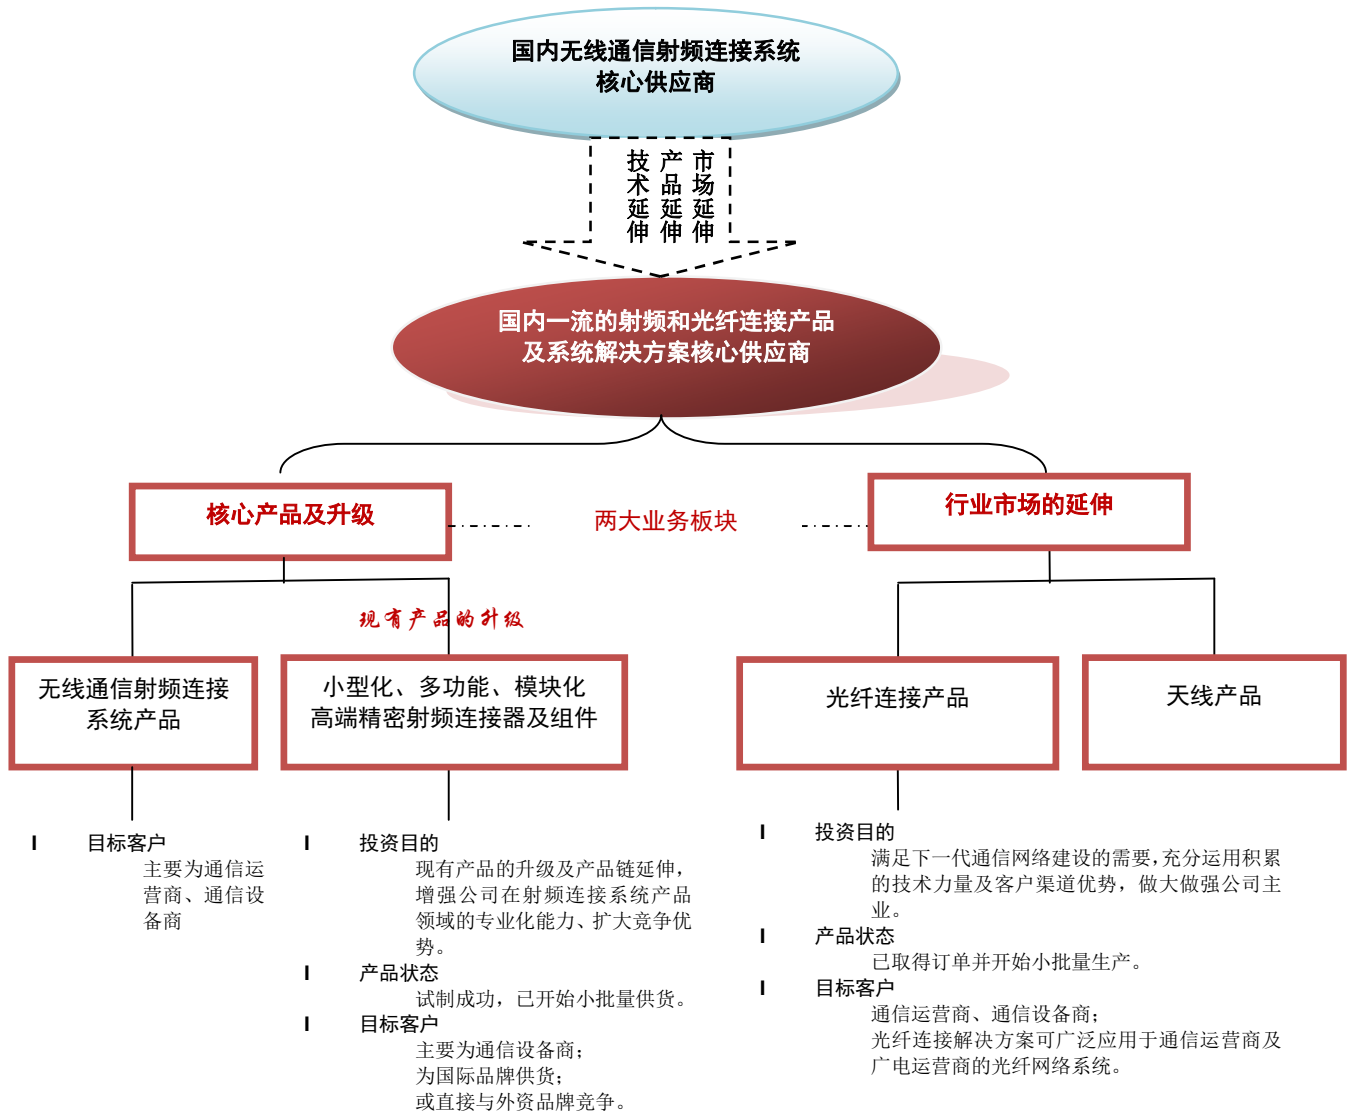 国内无线通信射频连接系统
核心供应商
技术延伸
产品延伸
市场延伸
国内一流的射频和光纤连接产品
及系统解决方案核心供应商
核心产品及升级
两大业务板块
行业市场的延伸
现有产品的升级
无线通信射频连接
系统产品
小型化、多功能、模块化
高端精密射频连接器及组件
光纤连接产品
天线产品
l 目标客户
主要为通信运
营商、通信设
备商
l 投资目的
现有产品的升级及产品链延伸，
增强公司在射频连接系统产品
领域的专业化能力、扩大竞争优
势。
l 产品状态
试制成功，已开始小批量供货。
l 目标客户
主要为通信设备商；
为国际品牌供货；
或直接与外资品牌竞争。
l 投资目的
满足下一代通信网络建设的需要，充分运用积累
的技术力量及客户渠道优势，做大做强公司主
业。
l 产品状态
已取得订单并开始小批量生产。
l 目标客户
通信运营商、通信设备商；
光纤连接解决方案可广泛应用于通信运营商及
广电运营商的光纤网络系统。